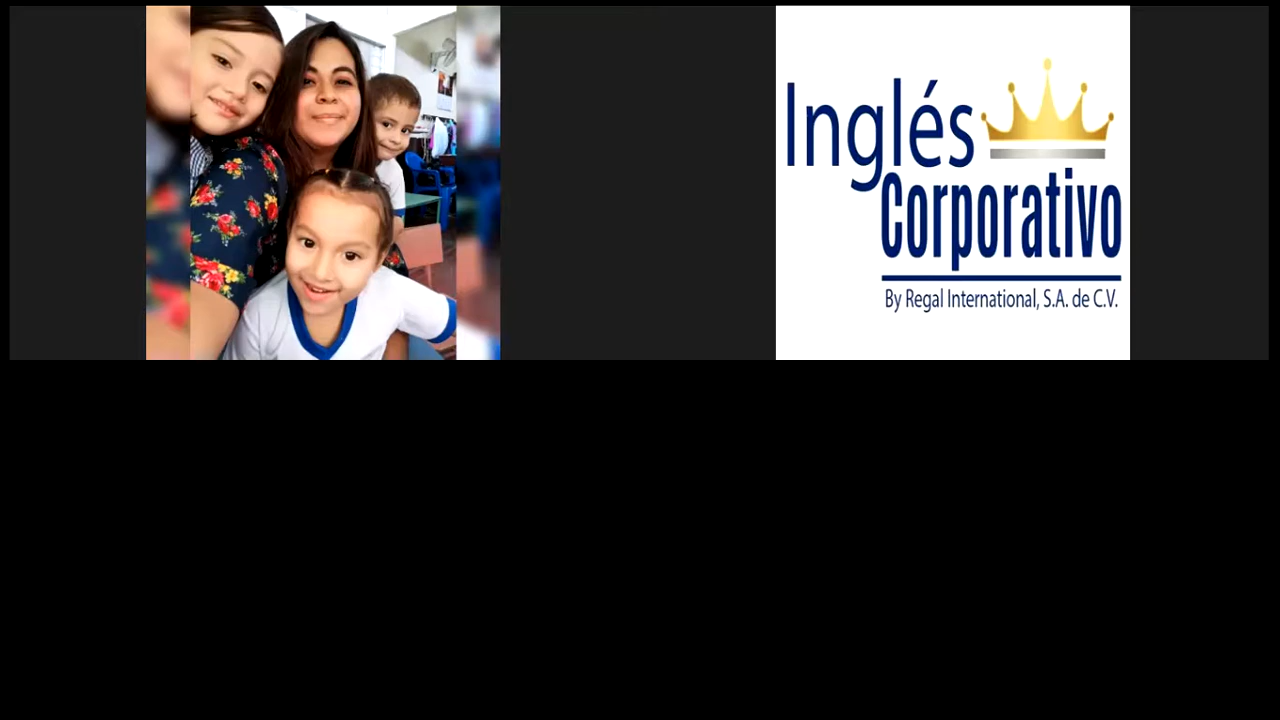 Inglés
Corporativo
By Regal International, S.A. de C.V.